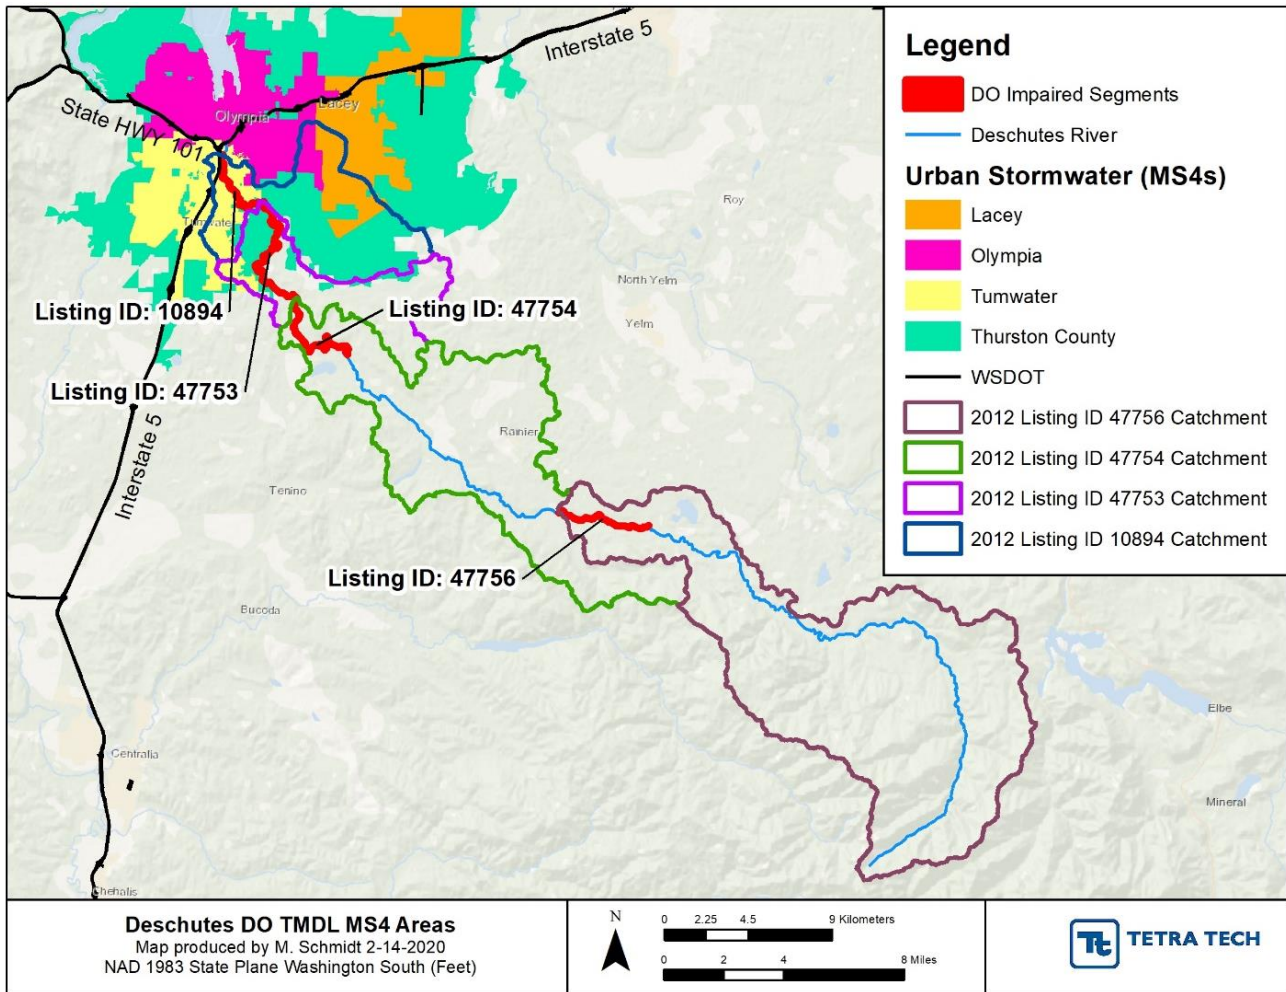 Interstate 5
State HWY 101
Olympia
Lacey
Tumwater
Roy
North Yelm
Yelm
Listing ID: 10894
Listing ID: 47754
Listing ID: 47753
Interstate 5
Rainier
Tenino
Listing ID: 47756
Bucoda
Elbe
Centralia
Mineral
Chehalis
Legend
DO Impaired Segments
Deschutes River
Urban Stormwater (MS4s)
Lacey
Olympia
Tumwater
Thurston County
WSDOT
2012 Listing ID 47756 Catchment
2012 Listing ID 47754 Catchment
2012 Listing ID 47753 Catchment
2012 Listing ID 10894 Catchment
Deschutes DO TMDL MS4 Areas
Map produced by M. Schmidt 2-14-2020
NAD 1983 State Plane Washington South (Feet)
N
0 2.25 4.5 9 Kilometers
0 2 4 8 Miles
Tt TETRA TECH